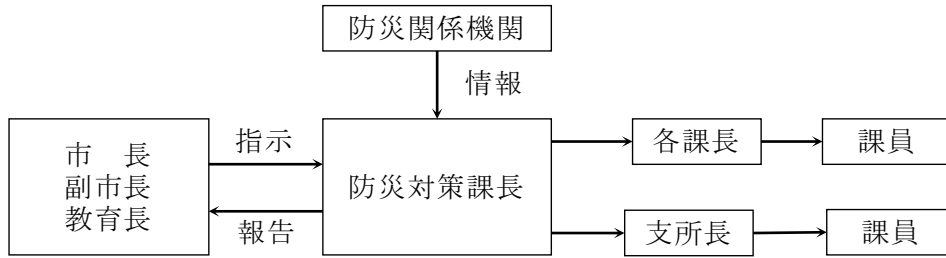 防災関係機関
情報
市　長
副市長
教育長
指示
報告
防災対策課長
各課長
課員
支所長
課員